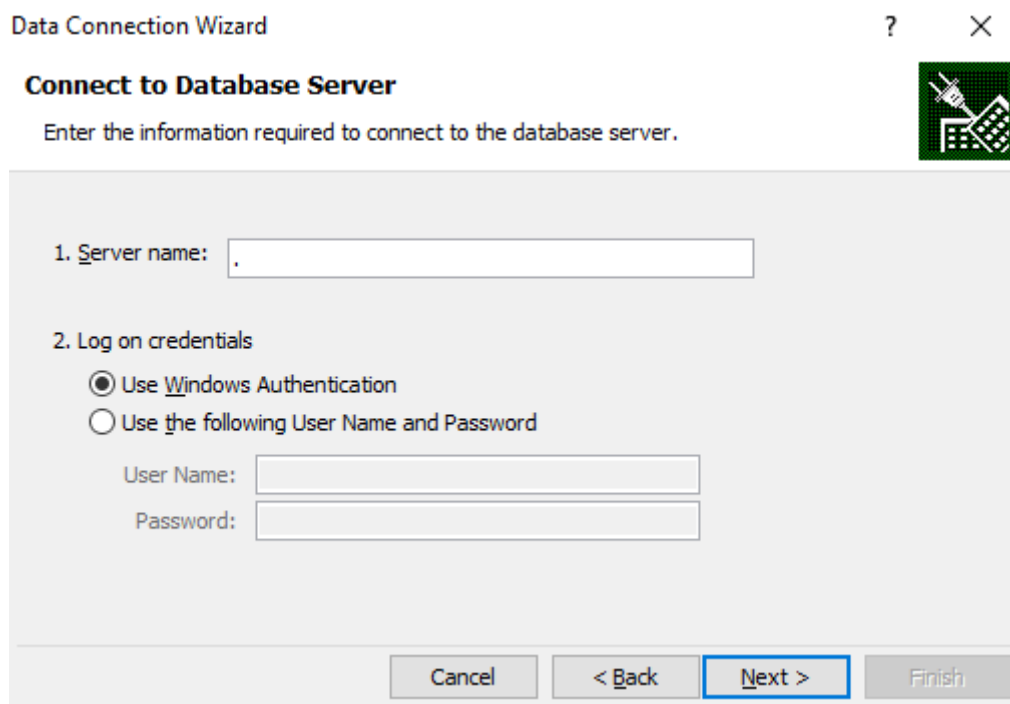 Data Connection Wizard ? ×
Connect to Database Server
Enter the information required to connect to the database server.
1. Server name: .
2. Log on credentials
Use Windows Authentication
Use the following User Name and Password
User Name:
Password:
Cancel < Back Next > Finish